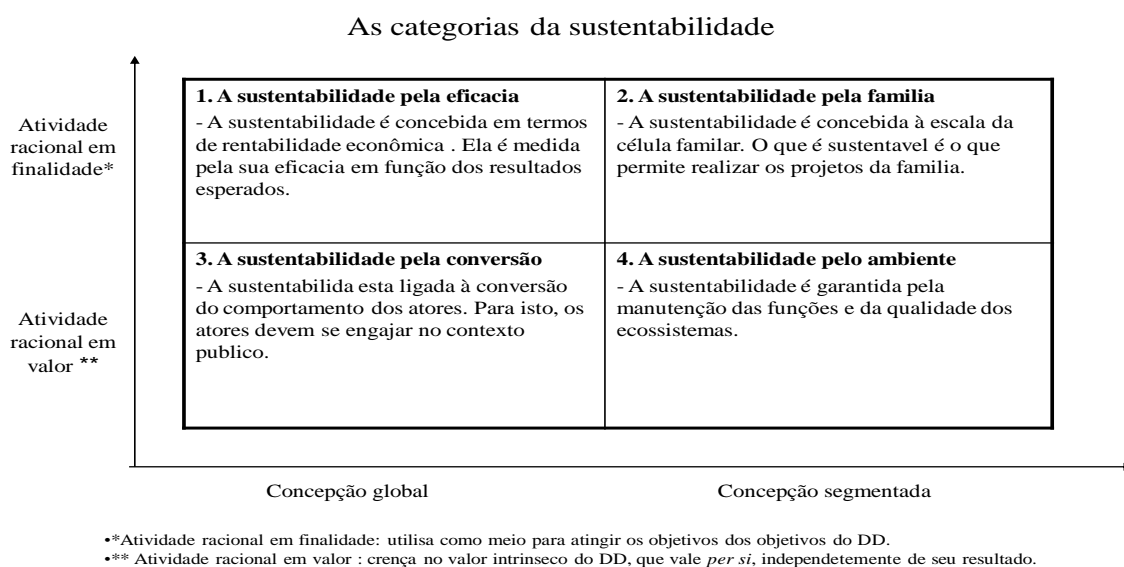 As categorias da sustentabilidade
Atividade
racional em
finalidade*
1. A sustentabilidade pela eficacia
- A sustentabilidade é concebida em termos
de rentabilidade econômica . Ela é medida
pela sua eficacia em função dos resultados
esperados.
2. A sustentabilidade pela familia
- A sustentabilidade é concebida à escala da
célula familar. O que é sustentavel é o que
permite realizar os projetos da familia.
Atividade
racional em
valor **
3. A sustentabilidade pela conversão
- A sustentabilida esta ligada à conversão
do comportamento dos atores. Para isto, os
atores devem se engajar no contexto
publico.
4. A sustentabilidade pelo ambiente
- A sustentabilidade é garantida pela
manutenção das funções e da qualidade dos
ecossistemas.
Concepção global
Concepção segmentada
•*Atividade racional em finalidade: utilisa como meio para atingir os objetivos dos objetivos do DD.
•** Atividade racional em valor : crença no valor intrinseco do DD, que vale per si, independetemente de seu resultado.